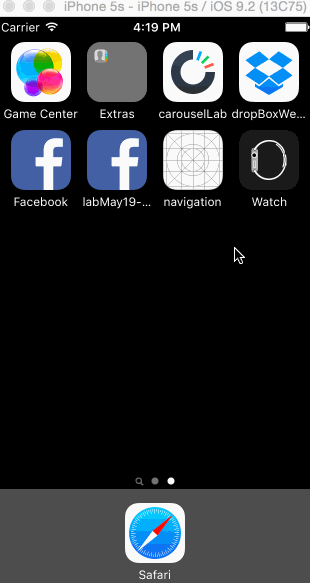 iPhone 5s - iPhone 5s / iOS 9.2 (13C75)
Carrier 4:19 PM
Game Center Extras carouselLab dropBoxWe...
Facebook labMay19-... navigation Watch
Safari